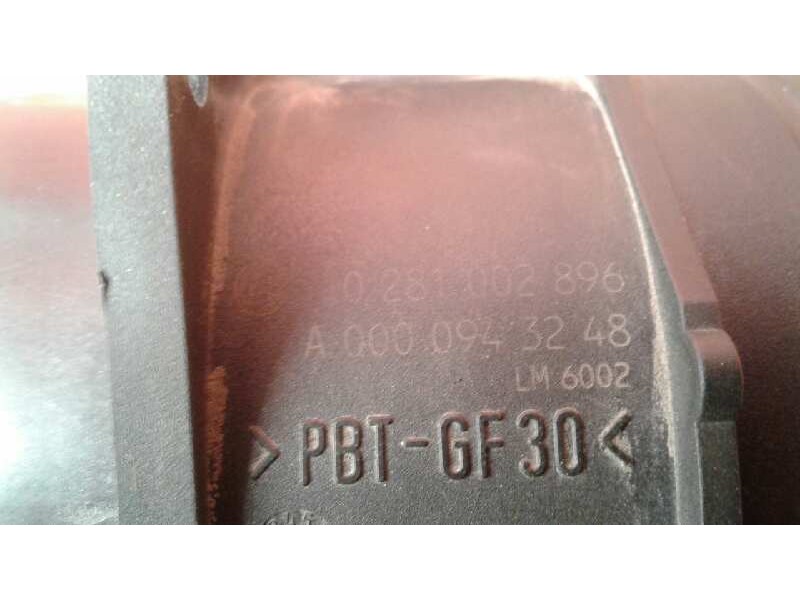 0 281 002 896
A 000 094 32 48
LM 6002
>PBT-GF30<